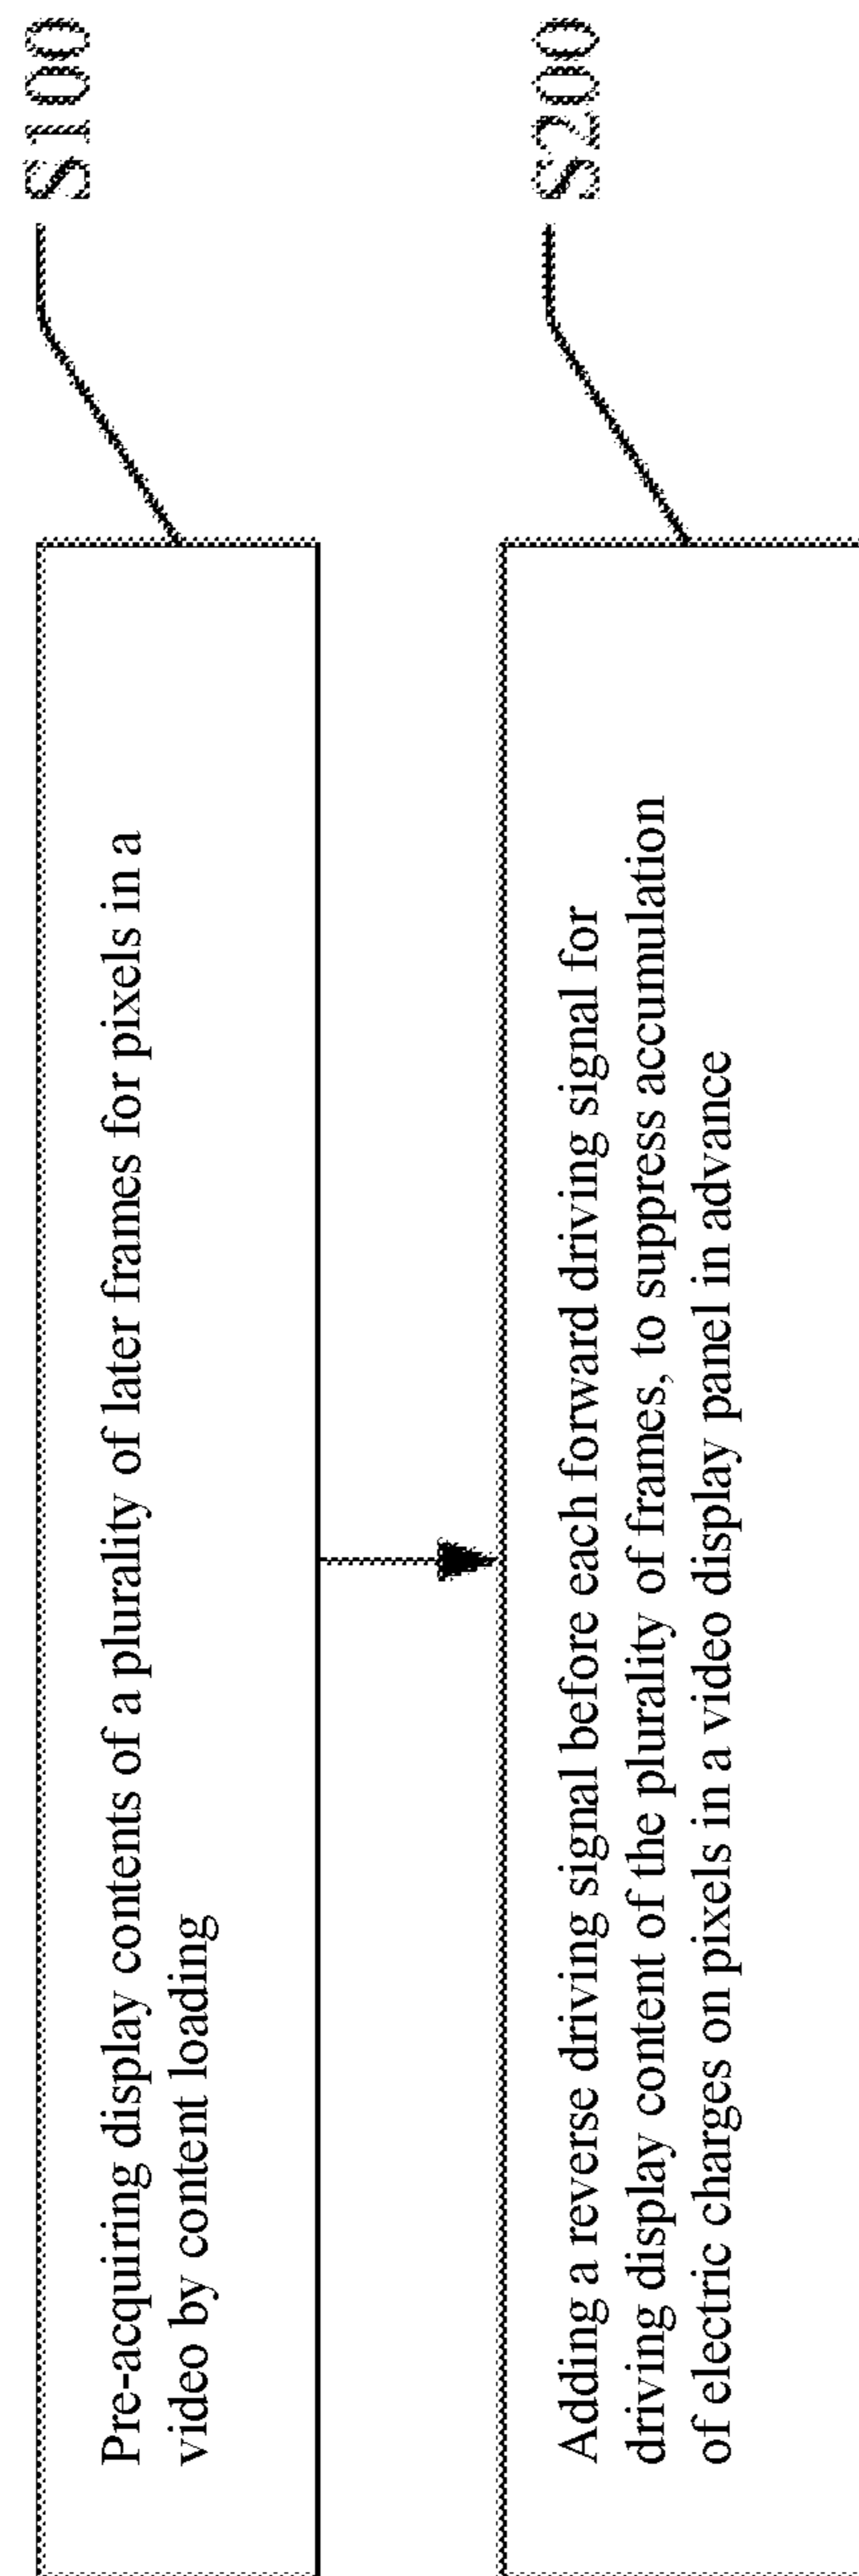 Pre-acquiring display contents of a plurality of later frames for pixels in a
video by content loading
S100
Adding a reverse driving signal before each forward driving signal for
driving display content of the plurality of frames, to suppress accumulation
of electric charges on pixels in a video display panel in advance
S200